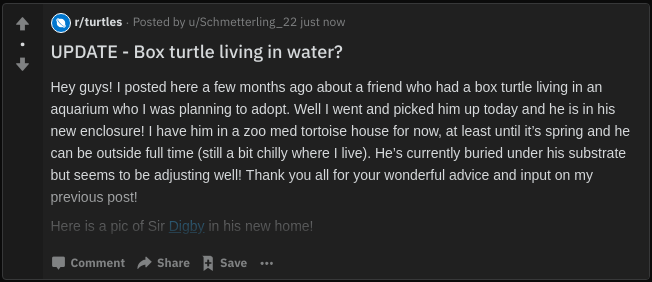 r/turtles · Posted by u/Schmetterling_22 just now
UPDATE - Box turtle living in water?
Hey guys! I posted here a few months ago about a friend who had a box turtle living in an
aquarium who I was planning to adopt. Well I went and picked him up today and he is in his
new enclosure! I have him in a zoo med tortoise house for now, at least until it’s spring and he
can be outside full time (still a bit chilly where I live). He’s currently buried under his substrate
but seems to be adjusting well! Thank you all for your wonderful advice and input on my
previous post!
Here is a pic of Sir Digby in his new home!
Comment Share Save ···